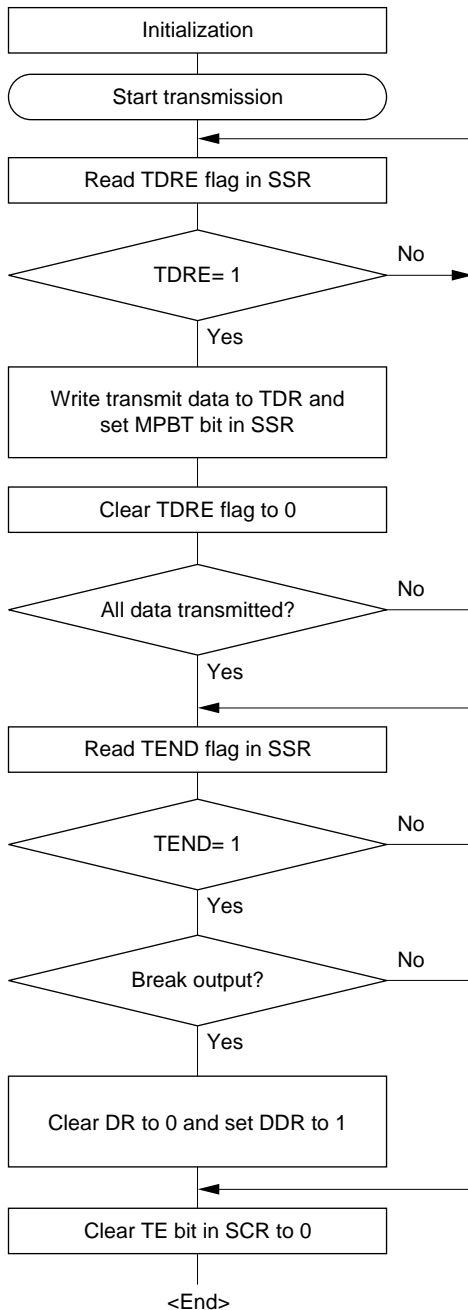 Initialization
Start transmission
Read TDRE flag in SSR
TDRE= 1
No
Yes
Write transmit data to TDR and
set MPBT bit in SSR
Clear TDRE flag to 0
All data transmitted?
No
Yes
Read TEND flag in SSR
TEND= 1
No
Yes
Break output?
No
Yes
Clear DR to 0 and set DDR to 1
Clear TE bit in SCR to 0
<End>